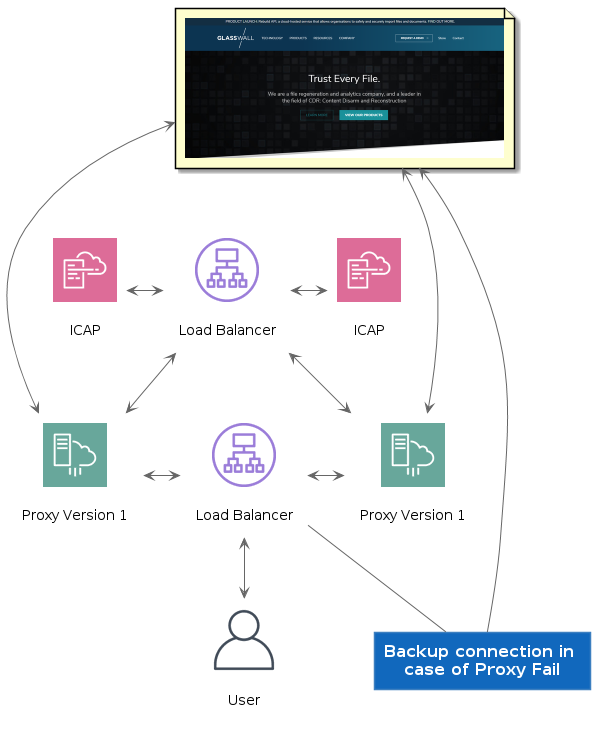 PRODUCT LAUNCH: Rebuild API, a cloud-hosted service that allows organisations to safely and securely import files and documents. FIND OUT MORE.
GLASSWALL TECHNOLOGY PRODUCTS RESOURCES COMPANY REQUEST A DEMO Contact
Trust Every File.
We are a file regeneration and analytics company, and a leader in
the field of CDR: Content Disarm and Reconstruction
LEARN MORE VIEW OUR PRODUCTS
ICAP Load Balancer ICAP
Proxy Version 1 Load Balancer Proxy Version 1
User
Backup connection in
case of Proxy Fail